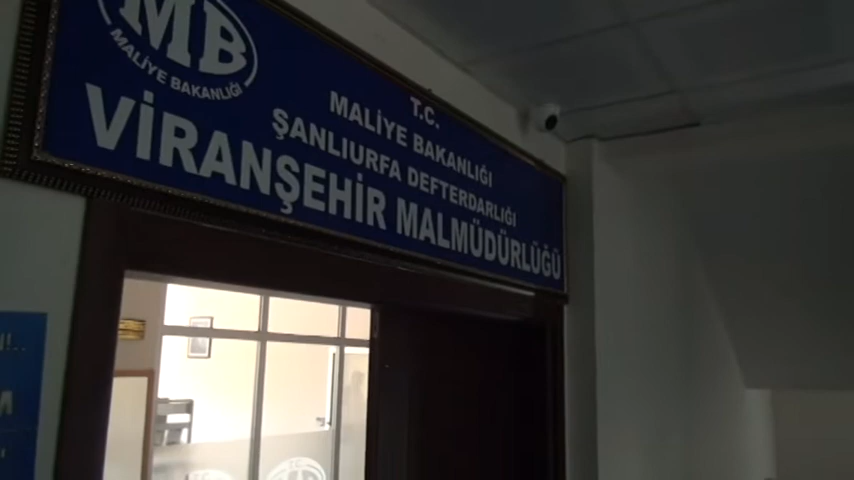 MB
MALİYE BAKANLIĞI
T.C.
MALİYE BAKANLIĞI
ŞANLIURFA DEFTERDARLIĞI
VİRANŞEHİR MALMÜDÜRLÜĞÜ
T.C.